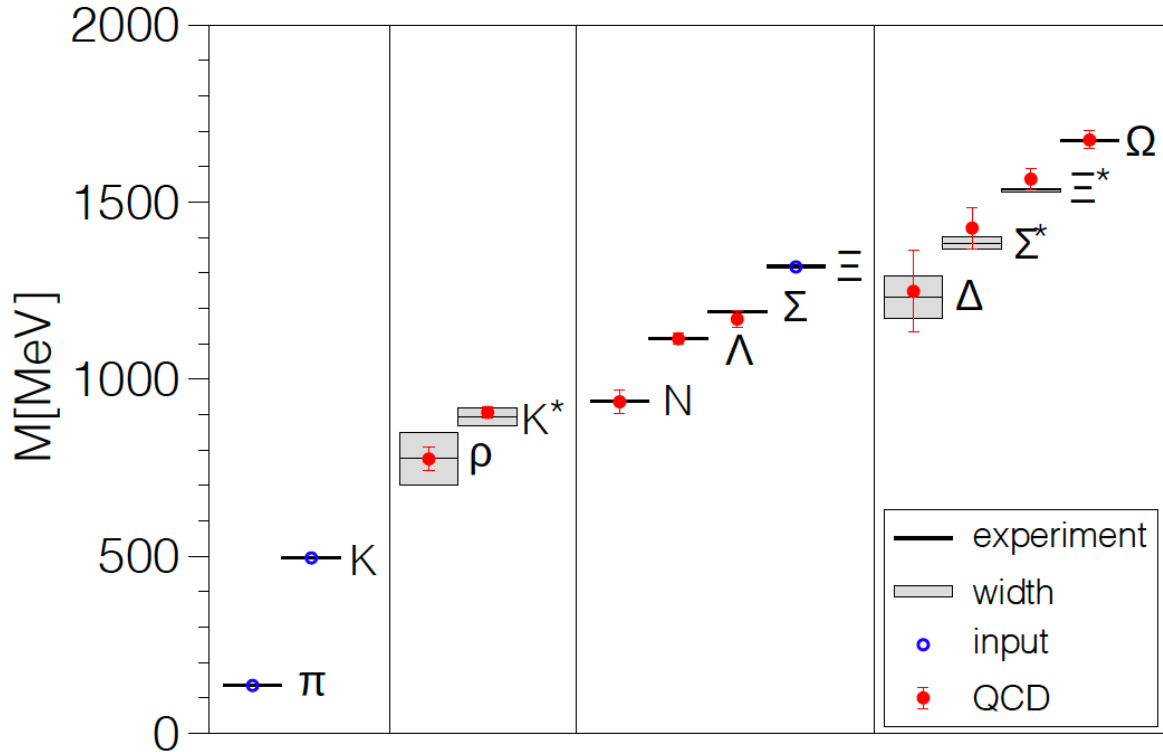 M[MeV]
2000
1500
1000
500
0
π
K
ρ
K*
N
Λ
Σ
Ξ
Δ
Σ*
Ξ*
Ω
experiment
width
input
QCD